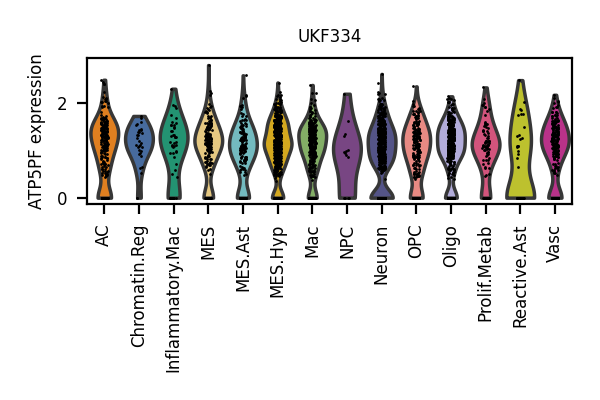 UKF334
ATP5PF expression
2
0
AC
Chromatin.Reg
Inflammatory.Mac
MES
MES.Ast
MES.Hyp
Mac
NPC
Neuron
OPC
Oligo
Prolif.Metab
Reactive.Ast
Vasc